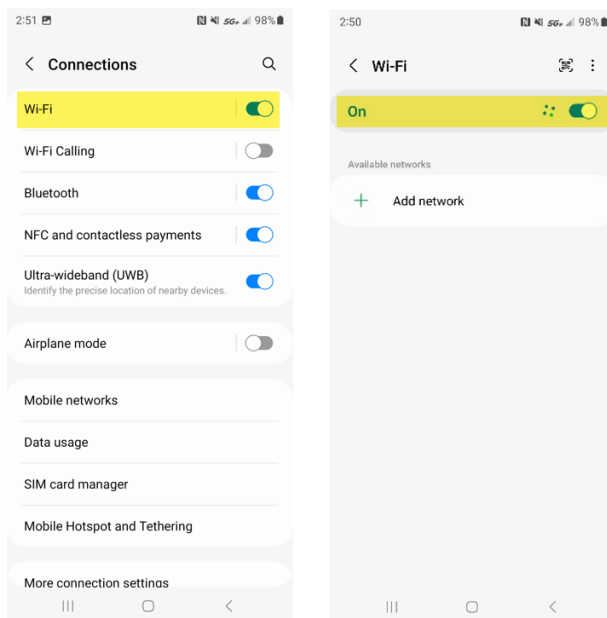 2:51 5G+ 98%
Connections
Wi-Fi
Wi-Fi Calling
Bluetooth
NFC and contactless payments
Ultra-wideband (UWB)
Identify the precise location of nearby devices.
Airplane mode
Mobile networks
Data usage
SIM card manager
Mobile Hotspot and Tethering
More connection settings
2:50 5G+ 98%
Wi-Fi
On
Available networks
Add network